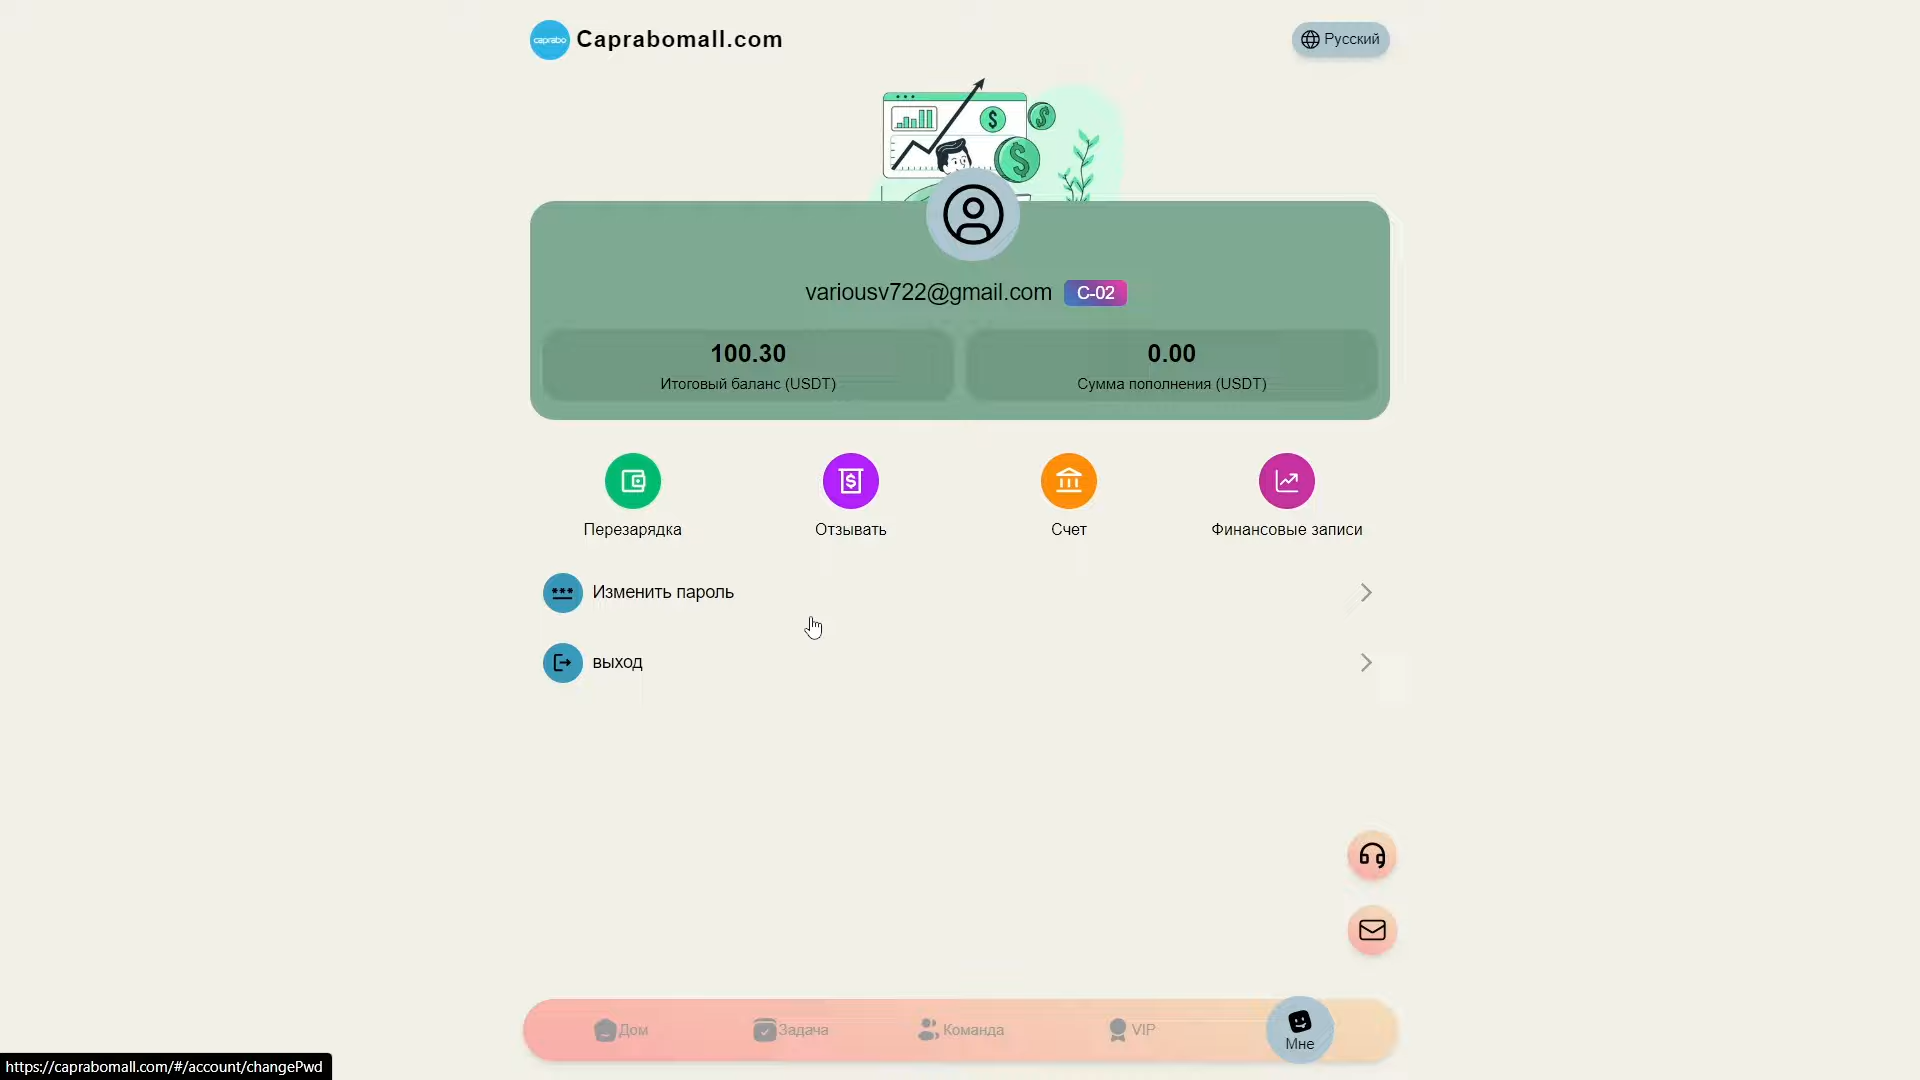 caprabo
Caprabomall.com
Русский
variousv722@gmail.com
C-02
100.30
Итоговый баланс (USDT)
0.00
Сумма пополнения (USDT)
Перезарядка
Отзывать
Счет
Финансовые записи
Изменить пароль
выход
Дом
Задача
Команда
VIP
Мне
https://caprabomall.com/#/account/changePwd